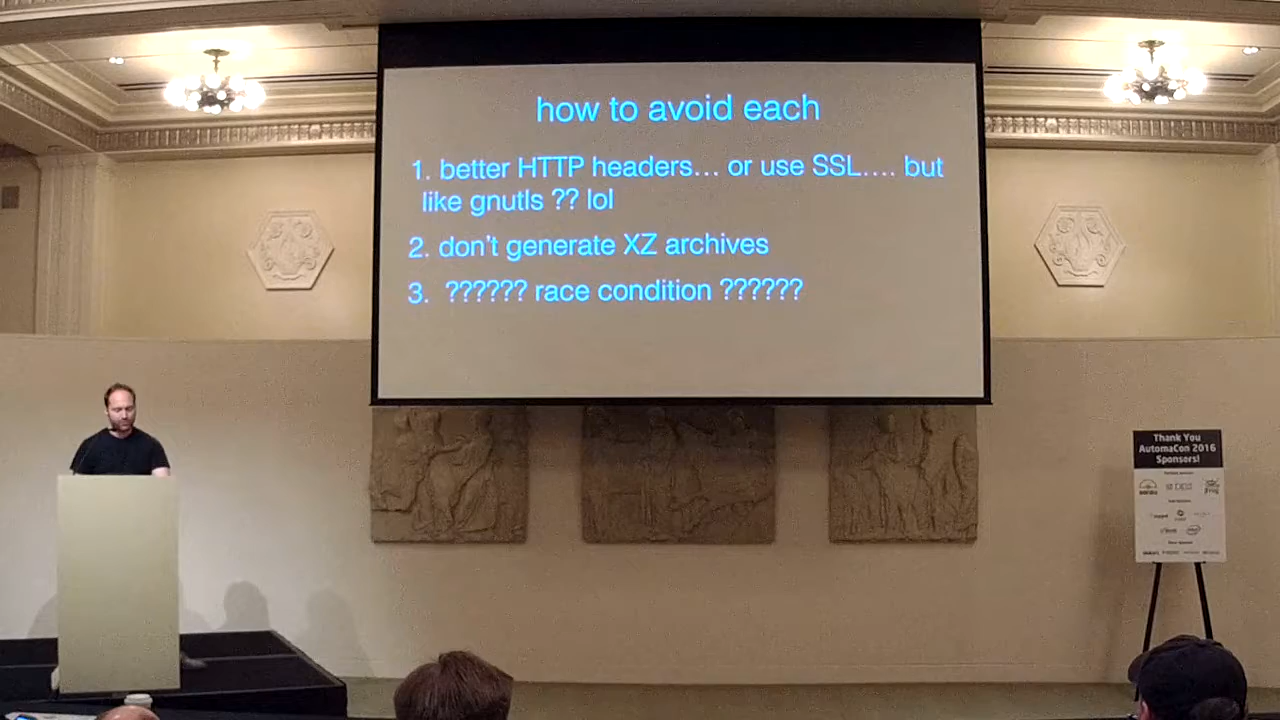 how to avoid each
1. better HTTP headers… or use SSL…. but
like gnutls ?? lol
2. don't generate XZ archives
3. ?????? race condition ??????
Thank You
AutomaCon 2016
Sponsors!